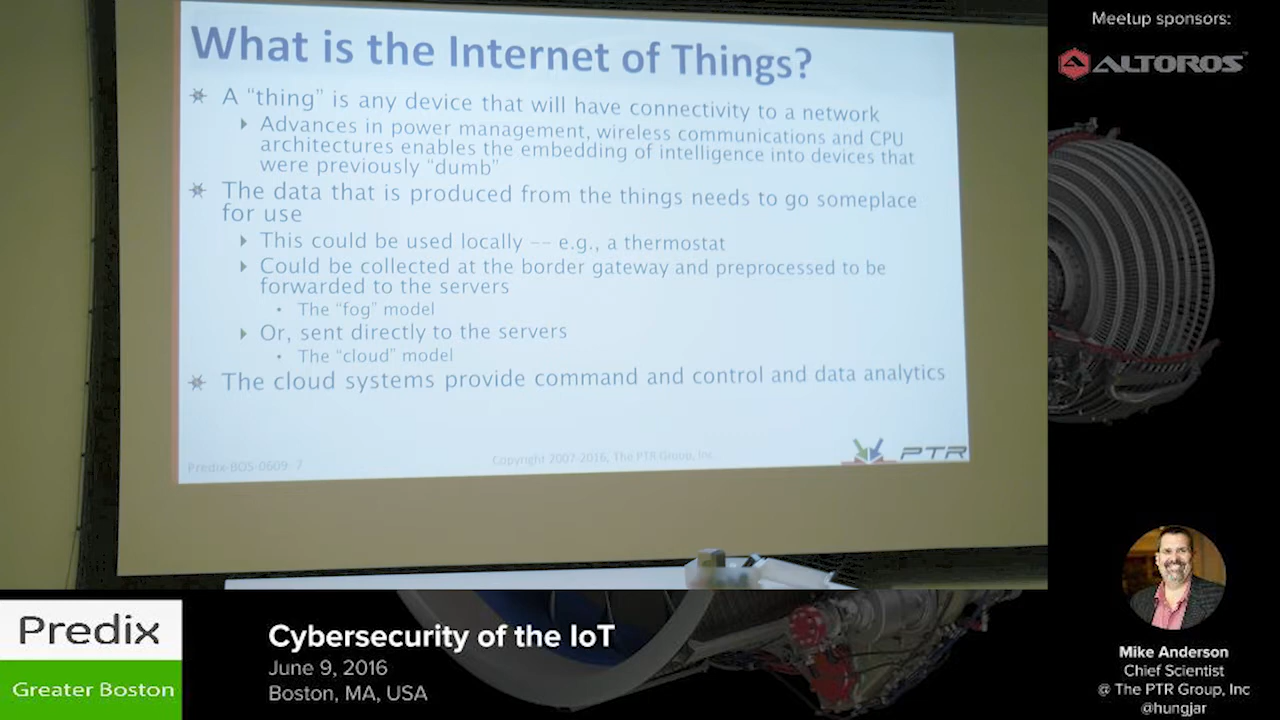 What is the Internet of Things?
A "thing" is any device that will have connectivity to a network
Advances in power management, wireless communications and CPU
architectures enables the embedding of intelligence into devices that
were previously "dumb"
The data that is produced from the things needs to go someplace
for use
This could be used locally -- e.g., a thermostat
Could be collected at the border gateway and preprocessed to be
forwarded to the servers
The "fog" model
Or, sent directly to the servers
The "cloud" model
The cloud systems provide command and control and data analytics
Predix-BOS-0609 7
Copyright 2007-2016, The PTR Group, Inc.
PTR
Meetup sponsors:
ALTOROS
Predix
Greater Boston
Cybersecurity of the IoT
June 9, 2016
Boston, MA, USA
Mike Anderson
Chief Scientist
@ The PTR Group, Inc
@hungjar